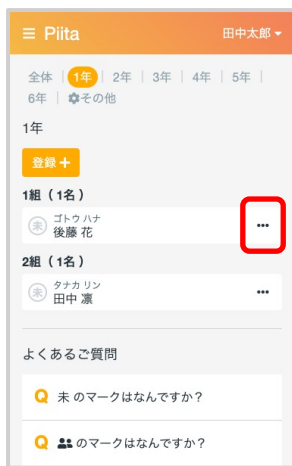 ≡ Piita 田中太郎 ▾
全体 | 1年 | 2年 | 3年 | 4年 | 5年 |
6年 | その他
1年
登録 +
1組（1名）
未 ゴトウ ハナ
後藤 花 •••
2組（1名）
未 タナカ リン
田中 凛 •••
よくあるご質問
Q 未 のマークはなんですか？
Q のマークはなんですか？